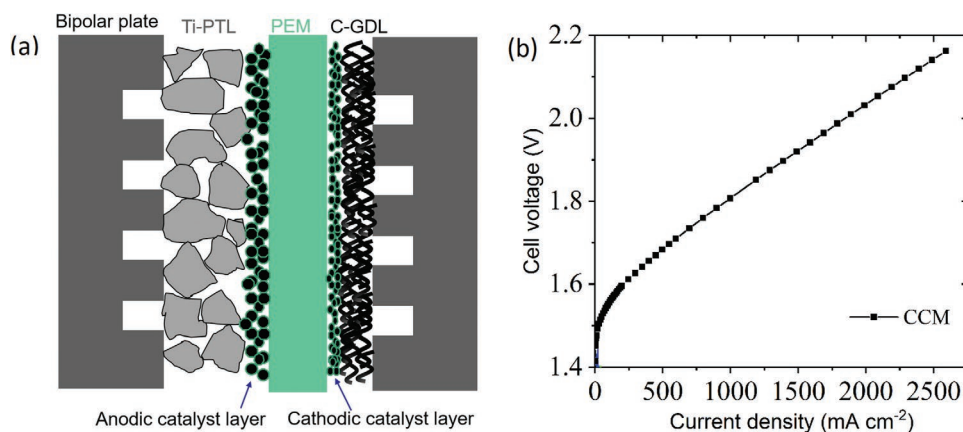 (a)
Bipolar plate
Ti-PTL
PEM
C-GDL
Anodic catalyst layer
Cathodic catalyst layer
(b)
Cell voltage (V)
2.2
2.0
1.8
1.6
1.4
CCM
0 500 1000 1500 2000 2500
Current density (mA cm⁻²)